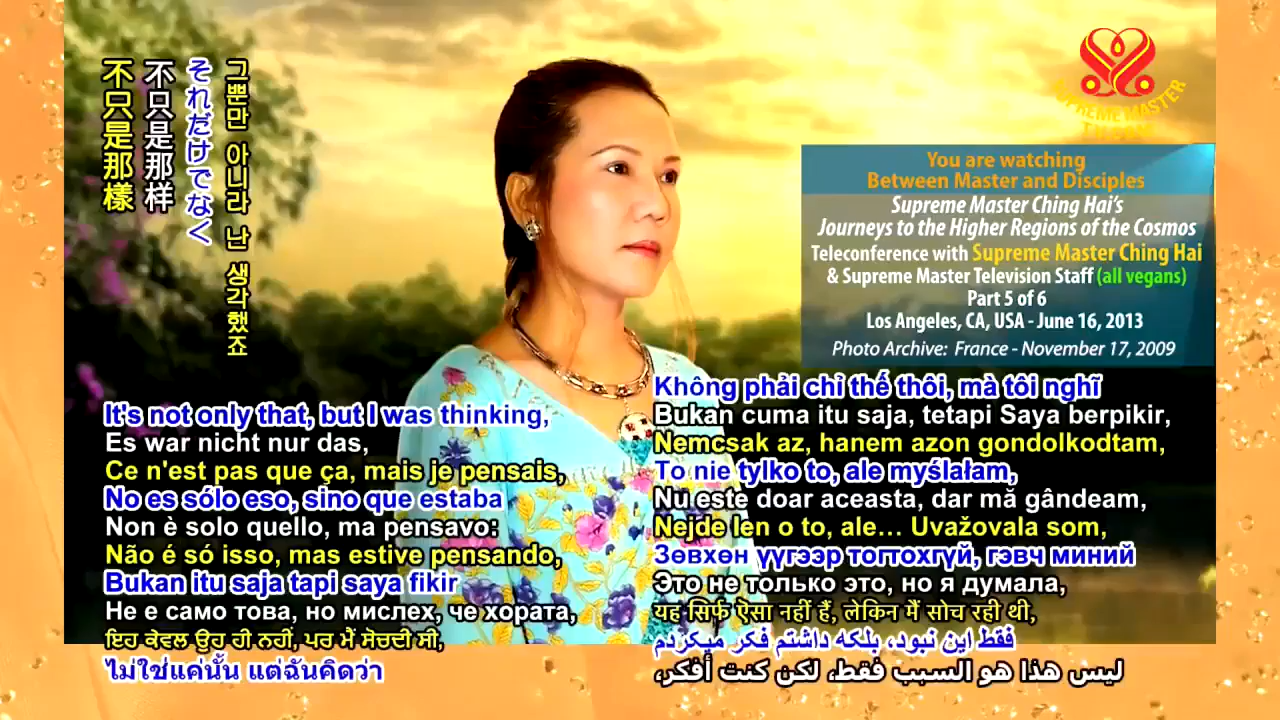 不只是那樣
不只是那样
それだけでなく
그뿐만 아니라 난 생각했죠
SUPREME MASTER
TV.COM
You are watching
Between Master and Disciples
Supreme Master Ching Hai's
Journeys to the Higher Regions of the Cosmos
Teleconference with Supreme Master Ching Hai
& Supreme Master Television Staff (all vegans)
Part 5 of 6
Los Angeles, CA, USA - June 16, 2013
Photo Archive: France - November 17, 2009
It's not only that, but I was thinking,
Es war nicht nur das,
Ce n'est pas que ça, mais je pensais,
No es sólo eso, sino que estaba
Non è solo quello, ma pensavo:
Não é só isso, mas estive pensando,
Bukan itu saja tapi saya fikir
Не е само това, но мислех, че хората,
ਇਹ ਕੇਵਲ ਉਹ ਹੀ ਨਹੀਂ, ਪਰ ਮੈਂ ਸੋਚਦੀ ਸੀ,
ไม่ใช่แค่นั้น แต่ฉันคิดว่า
Không phải chỉ thế thôi, mà tôi nghĩ
Bukan cuma itu saja, tetapi Saya berpikir,
Nemcsak az, hanem azon gondolkodtam,
To nie tylko to, ale myślałam,
Nu este doar aceasta, dar mă gândeam,
Nejde len o to, ale… Uvažovala som,
Зөвхөн үүгээр тогтохгүй, гэвч миний
Это не только это, но я думала,
यह सिर्फ ऐसा नहीं हैं, लेकिन मैं सोच रही थी,
فقط این نبود، بلکه داشتم فکر میکردم
ليس هذا هو السبب فقط، لكن كنت أفكر،